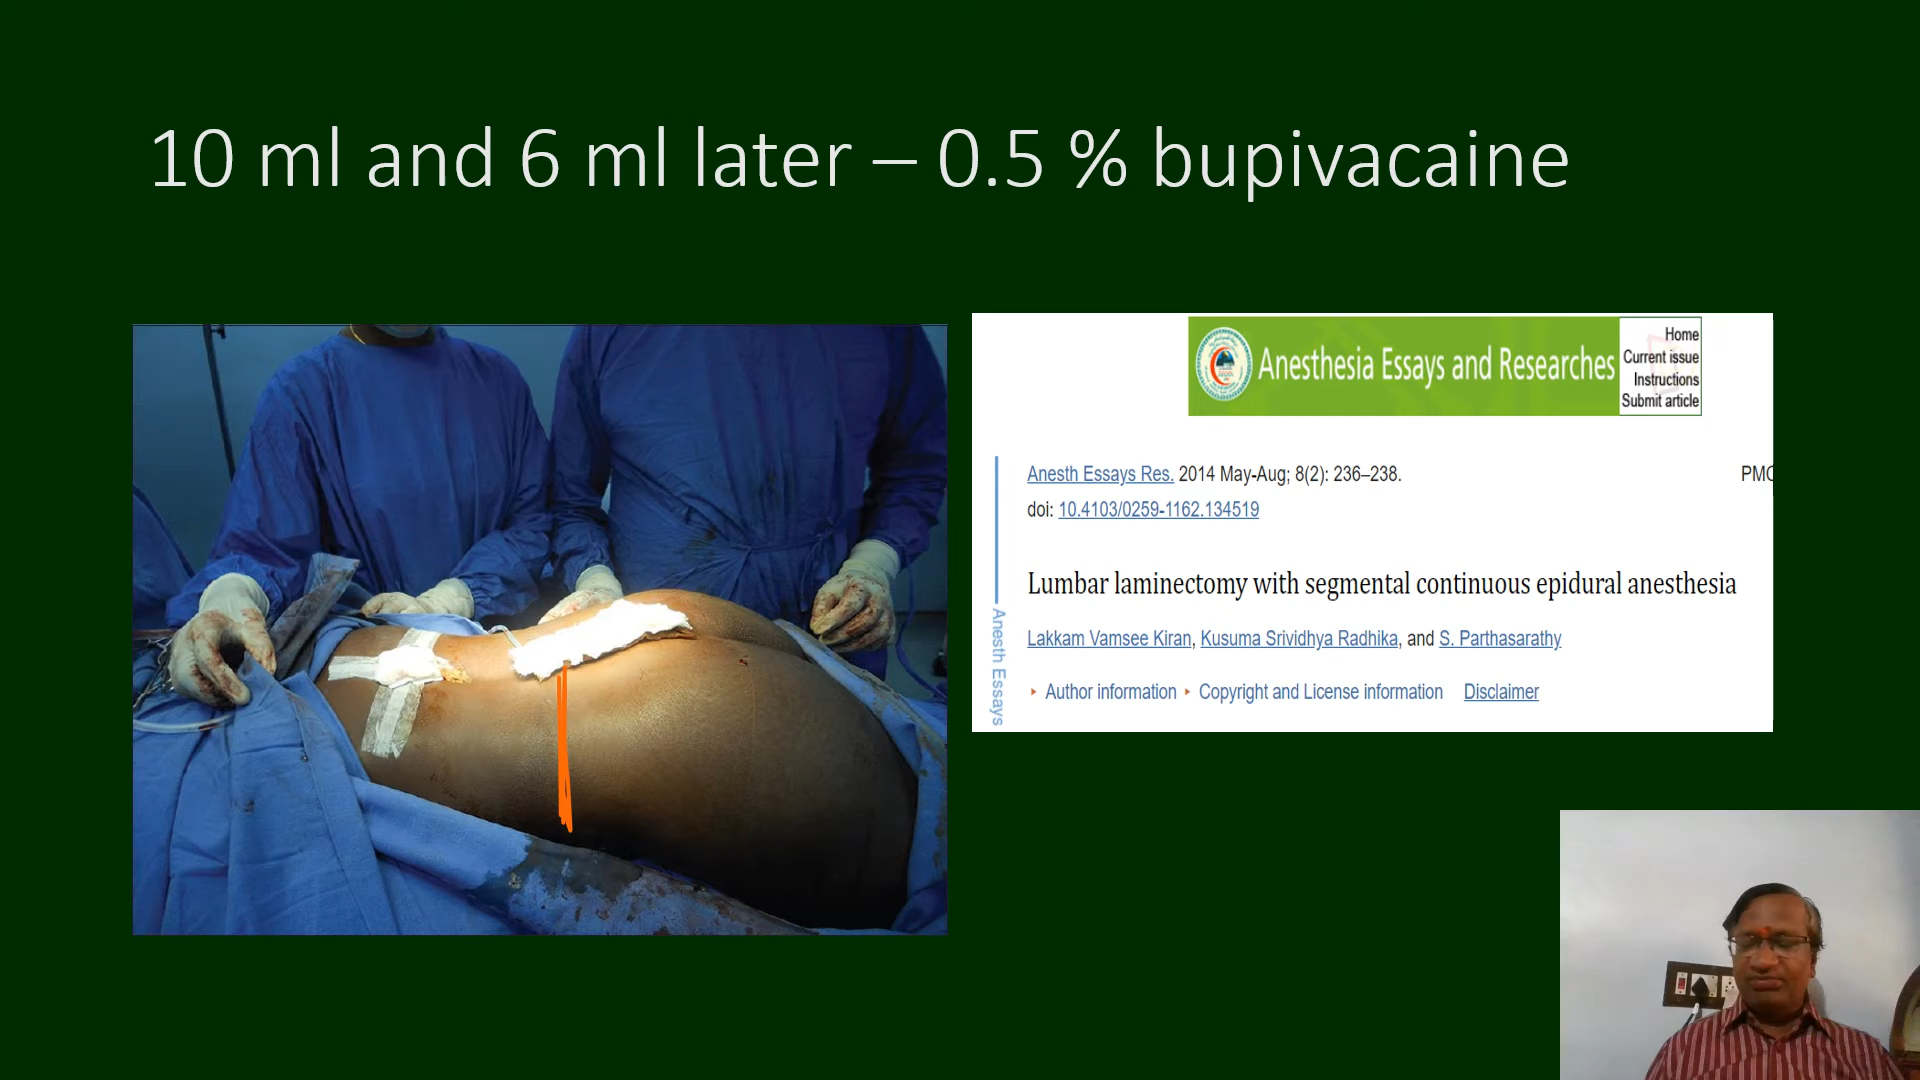 10 ml and 6 ml later – 0.5 % bupivacaine
Anesthesia Essays and Researches
Home
Current issue
Instructions
Submit article
Anesth Essays Res. 2014 May-Aug; 8(2): 236–238.
PMC
doi: 10.4103/0259-1162.134519
Lumbar laminectomy with segmental continuous epidural anesthesia
Lakkam Vamsee Kiran, Kusuma Srividhya Radhika, and S. Parthasarathy
Author information Copyright and License information Disclaimer
Anesth Essays